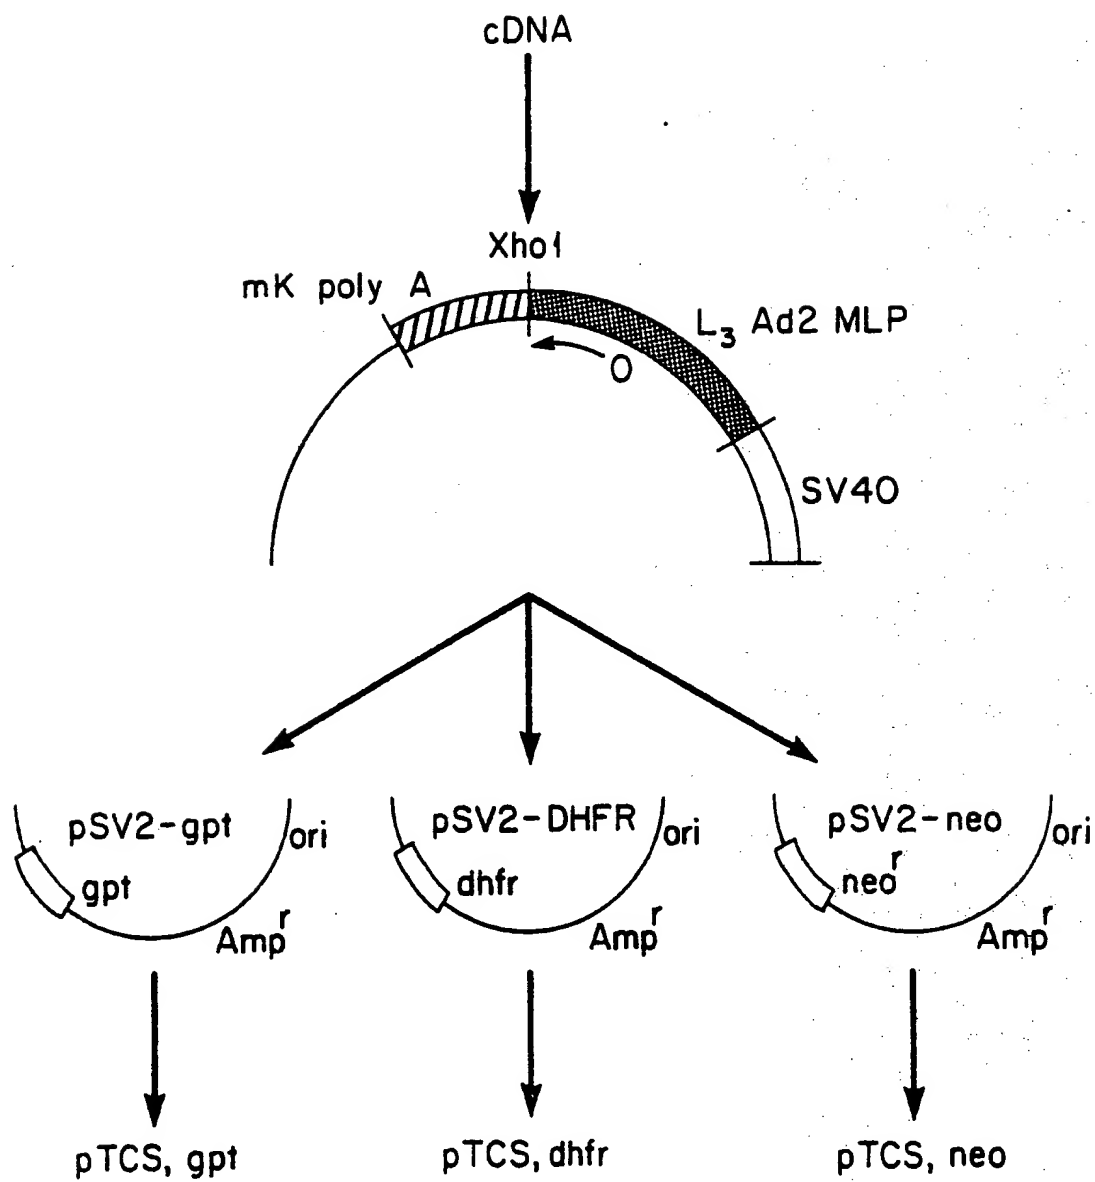 cDNA
Xho1
mK poly A
L3 Ad2 MLP
O
SV40
pSV2-gpt
ori
gpt
Ampr
pSV2-DHFR
ori
dhfr
Ampr
pSV2-neo
ori
neor
Ampr
pTCS, gpt
pTCS, dhfr
pTCS, neo